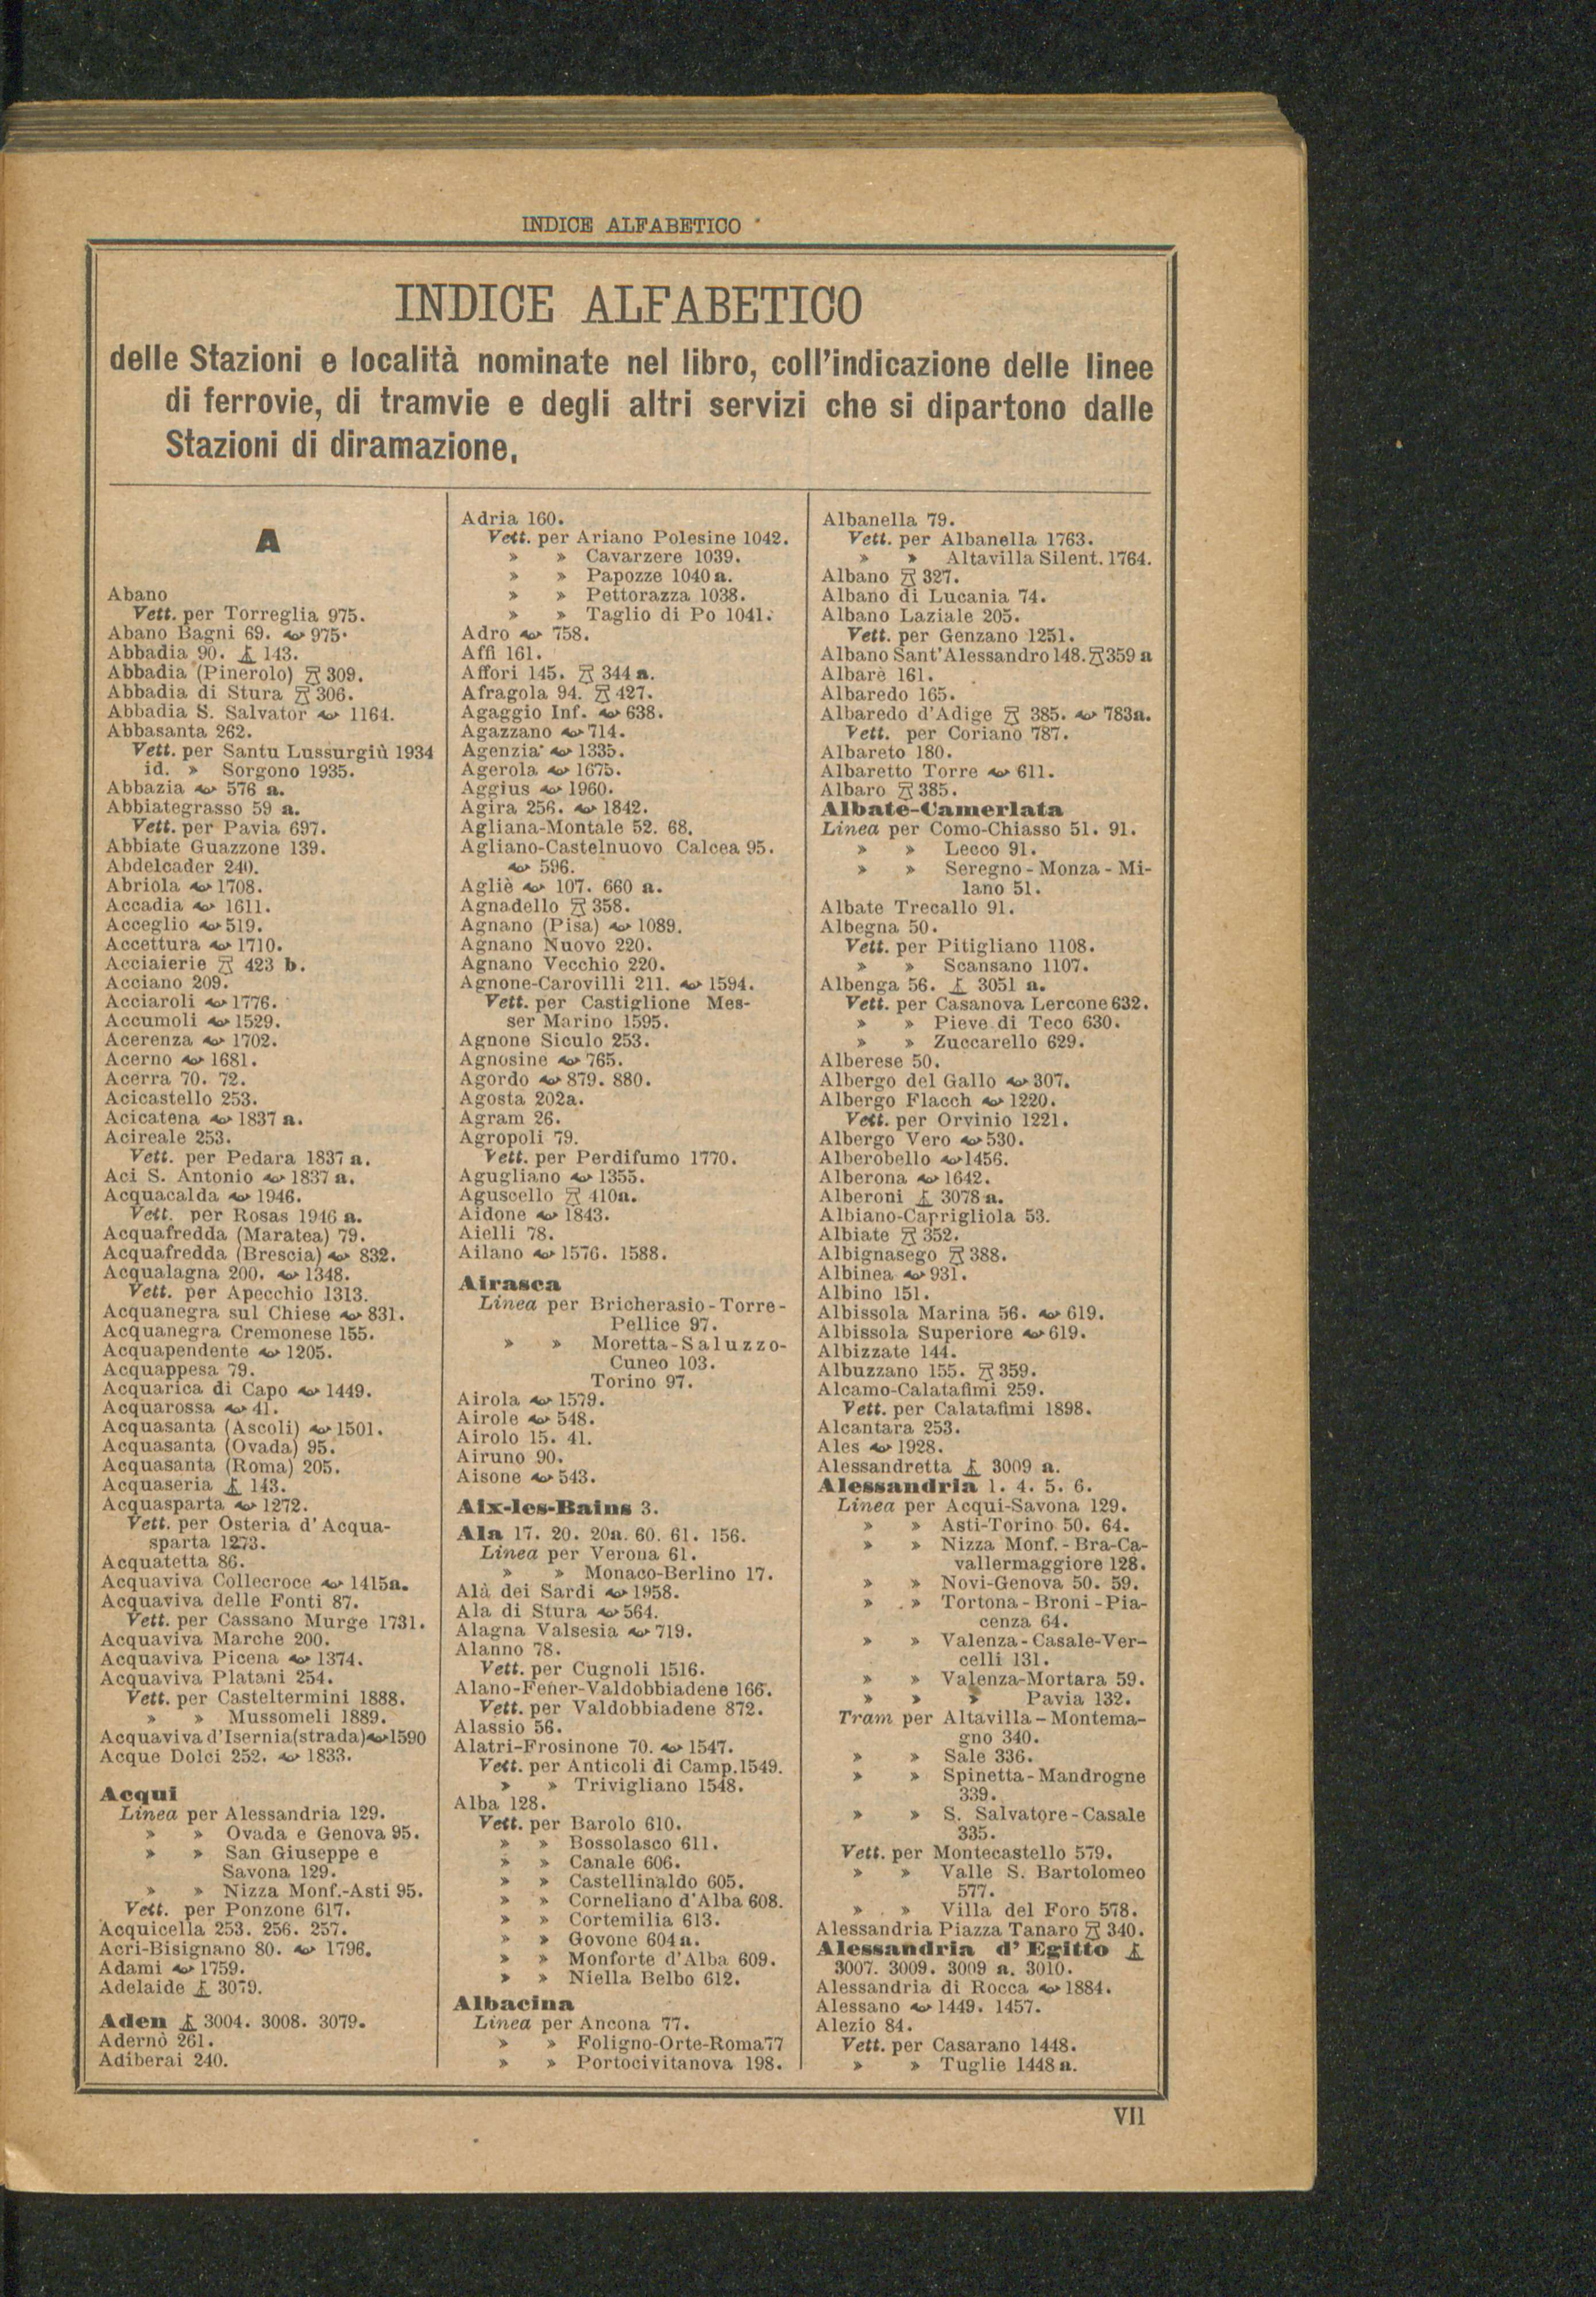 INDICE ALFABETICO
INDICE ALFABETICO
delle Stazioni e località nominate nel libro, coll'indicazione delle linee
di ferrovie, di tramvie e degli altri servizi che si dipartono dalle
Stazioni di diramazione.
A
Abano
Vett. per Torreglia 975.
Abano Bagni 69. 975.
Abbadia 90. 143.
Abbadia (Pinerolo) 309.
Abbadia di Stura 306.
Abbadia S. Salvator 1164.
Abbasanta 262.
Vett. per Santu Lussurgiù 1934
id. » Sorgono 1935.
Abbazia 576 a.
Abbiategrasso 59 a.
Vett. per Pavia 697.
Abbiate Guazzone 139.
Abdelcader 240.
Abriola 1708.
Accadia 1611.
Acceglio 519.
Accettura 1710.
Acciaierie 423 b.
Acciano 209.
Acciaroli 1776.
Accumoli 1529.
Acerenza 1702.
Acerno 1681.
Acerra 70. 72.
Acicastello 253.
Acicatena 1837 a.
Acireale 253.
Vett. per Pedara 1837 a.
Aci S. Antonio 1837 a.
Acquacalda 1946.
Vett. per Rosas 1946 a.
Acquafredda (Maratea) 79.
Acquafredda (Brescia) 832.
Acqualagna 200. 1348.
Vett. per Apecchio 1313.
Acquanegra sul Chiese 831.
Acquanegra Cremonese 155.
Acquapendente 1205.
Acquappesa 79.
Acquarica di Capo 1449.
Acquarossa 41.
Acquasanta (Ascoli) 1501.
Acquasanta (Ovada) 95.
Acquasanta (Roma) 205.
Acquaseria 143.
Acquasparta 1272.
Vett. per Osteria d'Acqua-
sparta 1273.
Acquatetta 86.
Acquaviva Collecroce 1415a.
Acquaviva delle Fonti 87.
Vett. per Cassano Murge 1731.
Acquaviva Marche 200.
Acquaviva Picena 1374.
Acquaviva Platani 254.
Vett. per Casteltermini 1888.
» » Mussomeli 1889.
Acquaviva d'Isernia(strada) 1590
Acque Dolci 252. 1833.
Acqui
Linea per Alessandria 129.
» » Ovada e Genova 95.
» » San Giuseppe e
Savona 129.
» » Nizza Monf.-Asti 95.
Vett. per Ponzone 617.
Acquicella 253. 256. 257.
Acri-Bisignano 80. 1796.
Adami 1759.
Adelaide 3079.
Aden 3004. 3008. 3079.
Adernò 261.
Adiberai 240.
Adria 160.
Vett. per Ariano Polesine 1042.
» » Cavarzere 1039.
» » Papozze 1040 a.
» » Pettorazza 1038.
» » Taglio di Po 1041.
Adro 758.
Affi 161.
Affori 145. 344 a.
Afragola 94. 427.
Agaggio Inf. 638.
Agazzano 714.
Agenzia 1335.
Agerola 1675.
Aggius 1960.
Agira 256. 1842.
Agliana-Montale 52. 68.
Agliano-Castelnuovo Calcea 95.
596.
Agliè 107. 660 a.
Agnadello 358.
Agnano (Pisa) 1089.
Agnano Nuovo 220.
Agnano Vecchio 220.
Agnone-Carovilli 211. 1594.
Vett. per Castiglione Mes-
ser Marino 1595.
Agnone Siculo 253.
Agnosine 765.
Agordo 879. 880.
Agosta 202a.
Agram 26.
Agropoli 79.
Vett. per Perdifumo 1770.
Agugliano 1355.
Aguscello 410a.
Aidone 1843.
Aielli 78.
Ailano 1576. 1588.
Airasca
Linea per Bricherasio-Torre-
Pellice 97.
» » Moretta-Saluzzo-
Cuneo 103.
Torino 97.
Airola 1579.
Airole 548.
Airolo 15. 41.
Airuno 90.
Aisone 543.
Aix-les-Bains 3.
Ala 17. 20. 20a. 60. 61. 156.
Linea per Verona 61.
» » Monaco-Berlino 17.
Alà dei Sardi 1958.
Ala di Stura 564.
Alagna Valsesia 719.
Alanno 78.
Vett. per Cugnoli 1516.
Alano-Fener-Valdobbiadene 166.
Vett. per Valdobbiadene 872.
Alassio 56.
Alatri-Frosinone 70. 1547.
Vett. per Anticoli di Camp.1549.
» » Trivigliano 1548.
Alba 128.
Vett. per Barolo 610.
» » Bossolasco 611.
» » Canale 606.
» » Castellinaldo 605.
» » Corneliano d'Alba 608.
» » Cortemilia 613.
» » Govone 604a.
» » Monforte d'Alba 609.
» » Niella Belbo 612.
Albacina
Linea per Ancona 77.
» » Foligno-Orte-Roma77
» » Portocivitanova 198.
Albanella 79.
Vett. per Albanella 1763.
» » Altavilla Silent. 1764.
Albano 327.
Albano di Lucania 74.
Albano Laziale 205.
Vett. per Genzano 1251.
Albano Sant'Alessandro 148. 359 a
Albarè 161.
Albaredo 165.
Albaredo d'Adige 385. 783a.
Vett. per Coriano 787.
Albareto 180.
Albaretto Torre 611.
Albaro 385.
Albate-Camerlata
Linea per Como-Chiasso 51. 91.
» » Lecco 91.
» » Seregno-Monza-Mi-
lano 51.
Albate Trecallo 91.
Albegna 50.
Vett. per Pitigliano 1108.
» » Scansano 1107.
Albenga 56. 3051 a.
Vett. per Casanova Lercone 632.
» » Pieve di Teco 630.
» » Zuccarello 629.
Alberese 50.
Albergo del Gallo 307.
Albergo Flacch 1220.
Vett. per Orvinio 1221.
Albergo Vero 530.
Alberobello 1456.
Alberona 1642.
Alberoni 3078 a.
Albiano-Caprigliola 53.
Albiate 352.
Albignasego 388.
Albinea 931.
Albino 151.
Albissola Marina 56. 619.
Albissola Superiore 619.
Albizzate 144.
Albuzzano 155. 359.
Alcamo-Calatafimi 259.
Vett. per Calatafimi 1898.
Alcantara 253.
Ales 1928.
Alessandretta 3009 a.
Alessandria 1. 4. 5. 6.
Linea per Acqui-Savona 129.
» » Asti-Torino 50. 64.
» » Nizza Monf.-Bra-Ca-
vallermaggiore 128.
» » Novi-Genova 50. 59.
» » Tortona-Broni-Pia-
cenza 64.
» » Valenza-Casale-Ver-
celli 131.
» » Valenza-Mortara 59.
» » » Pavia 132.
Tram per Altavilla-Montema-
gno 340.
» » Sale 336.
» » Spinetta-Mandrogne
339.
» » S. Salvatore-Casale
335.
Vett. per Montecastello 579.
» » Valle S. Bartolomeo
577.
» » Villa del Foro 578.
Alessandria Piazza Tanaro 340.
Alessandria d'Egitto
3007. 3009. 3009 a. 3010.
Alessandria di Rocca 1884.
Alessano 1449. 1457.
Alezio 84.
Vett. per Casarano 1448.
» » Tuglie 1448 a.
VII